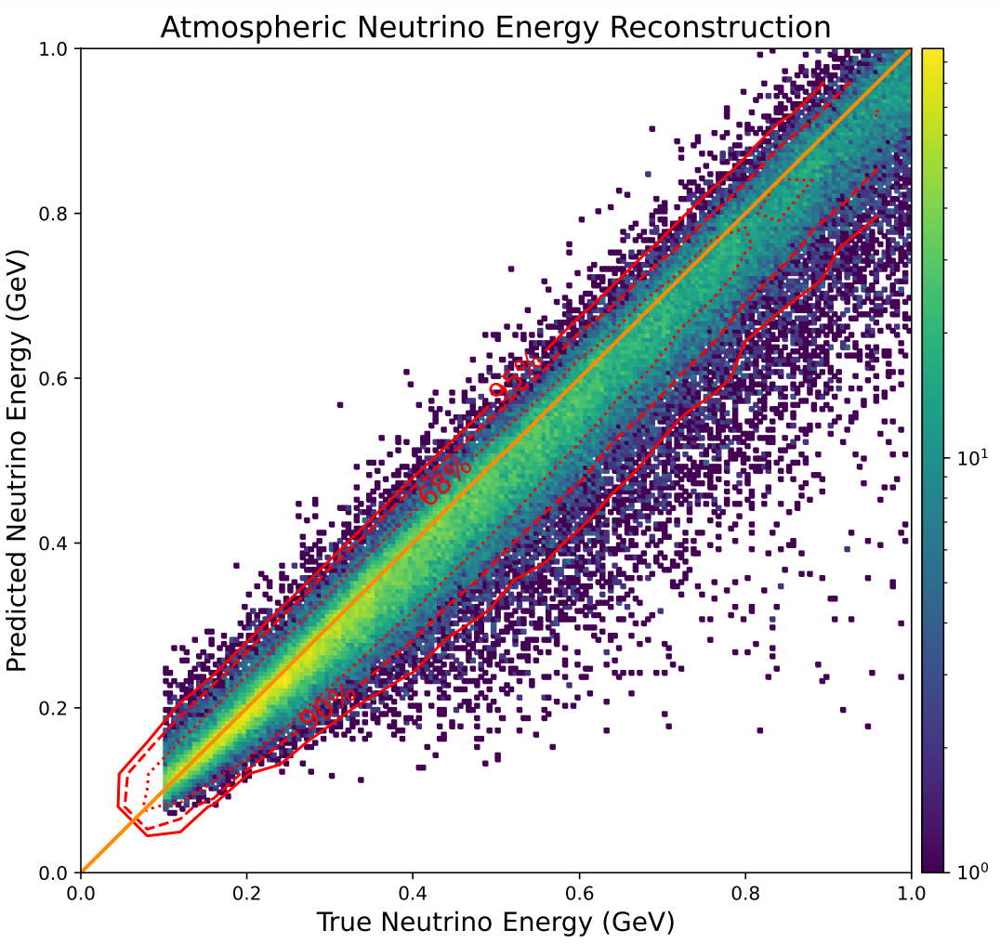 Atmospheric Neutrino Energy Reconstruction
Predicted Neutrino Energy (GeV)
1.0
0.8
0.6
0.4
0.2
0.0
95%
68%
90%
0.0 0.2 0.4 0.6 0.8 1.0
True Neutrino Energy (GeV)
10¹
10⁰